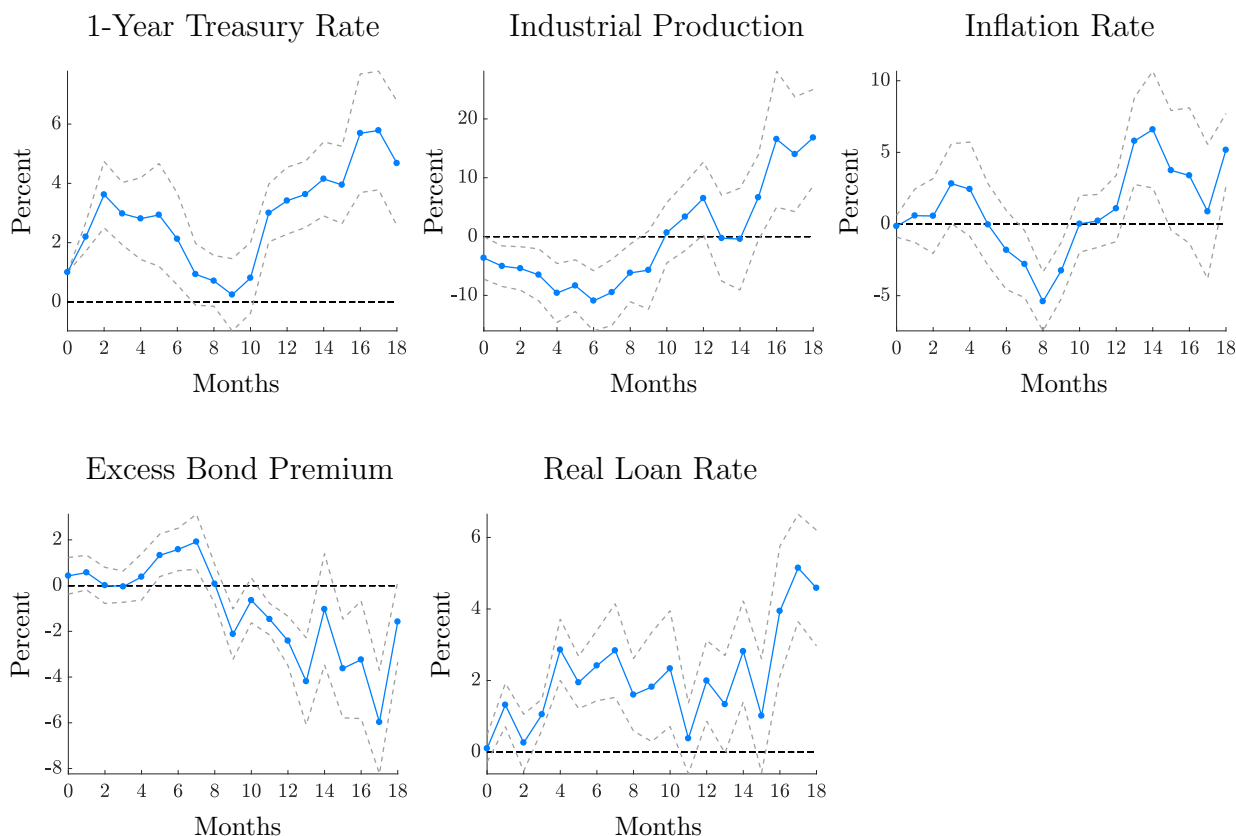 1-Year Treasury Rate
Percent
6
4
2
0
0 2 4 6 8 10 12 14 16 18
Months
Industrial Production
Percent
20
10
0
-10
0 2 4 6 8 10 12 14 16 18
Months
Inflation Rate
Percent
10
5
0
-5
0 2 4 6 8 10 12 14 16 18
Months
Excess Bond Premium
Percent
2
0
-2
-4
-6
-8
0 2 4 6 8 10 12 14 16 18
Months
Real Loan Rate
Percent
6
4
2
0
0 2 4 6 8 10 12 14 16 18
Months